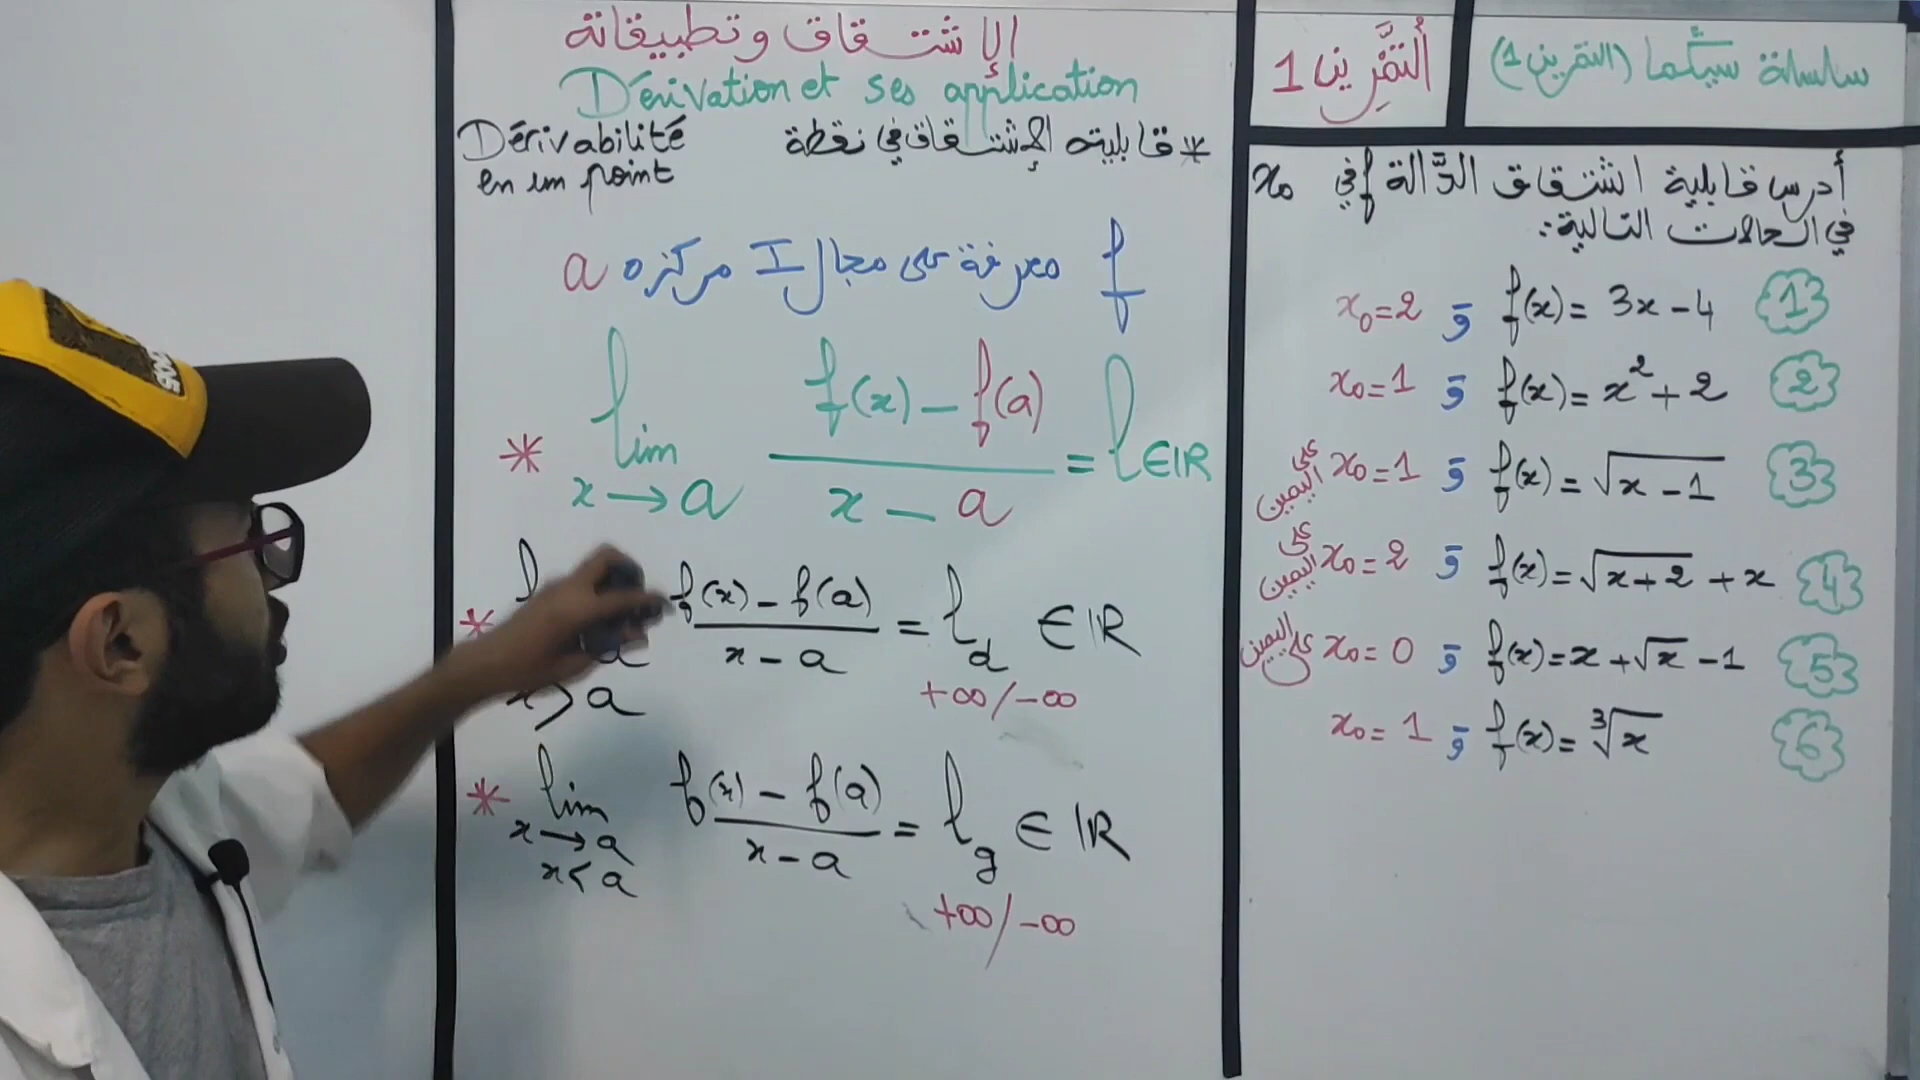 الإشتقاق وتطبيقاته
Dérivation et ses application
Dérivabilité
en un point
* قابلية الإشتقاق في نقطة
f معرفة على مجال I مركزه a
* lim x→a f(x) – f(a) / x – a = l ∈ IR
* f(x) – f(a) / x – a = l_d ∈ IR
x > a
+∞ / –∞
* lim x→a x<a f(x) – f(a) / x – a = l_g ∈ IR
+∞ / –∞
سلسلة سيگما (التمرين 1)
التمرين 1
أدرس قابلية اشتقاق الدالة f في x₀
في الحالات التالية:
1 f(x) = 3x – 4 و x₀ = 2
2 f(x) = x² + 2 و x₀ = 1
3 f(x) = √(x – 1) و x₀ = 1 على اليمين
4 f(x) = √(x + 2) + x و x₀ = 2 على اليمين
5 f(x) = x + √x – 1 و x₀ = 0 على اليمين
6 f(x) = ³√x و x₀ = 1